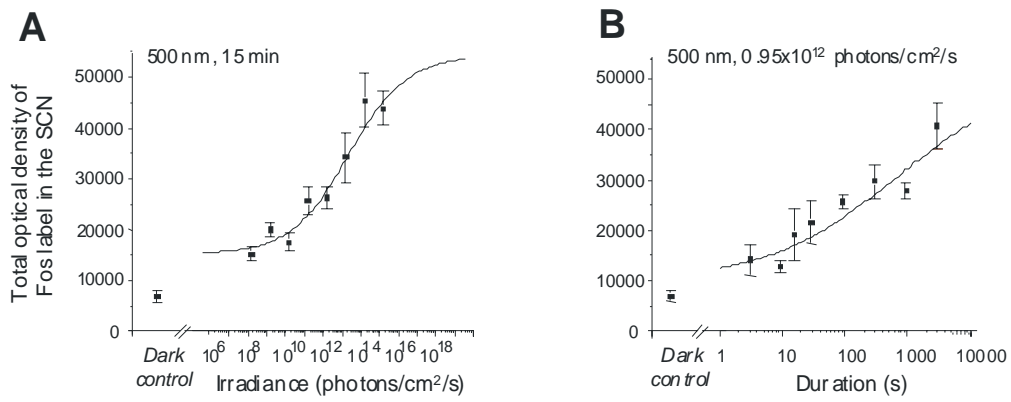 A
500 nm, 15 min
Total optical density of
Fos label in the SCN
50000
40000
30000
20000
10000
0
Dark
control
10⁶ 10⁸ 10¹⁰ 10¹² 10¹⁴ 10¹⁶ 10¹⁸
Irradiance (photons/cm²/s)
B
500 nm, 0.95x10¹² photons/cm²/s
50000
40000
30000
20000
10000
0
Dark
control
1 10 100 1000 10000
Duration (s)